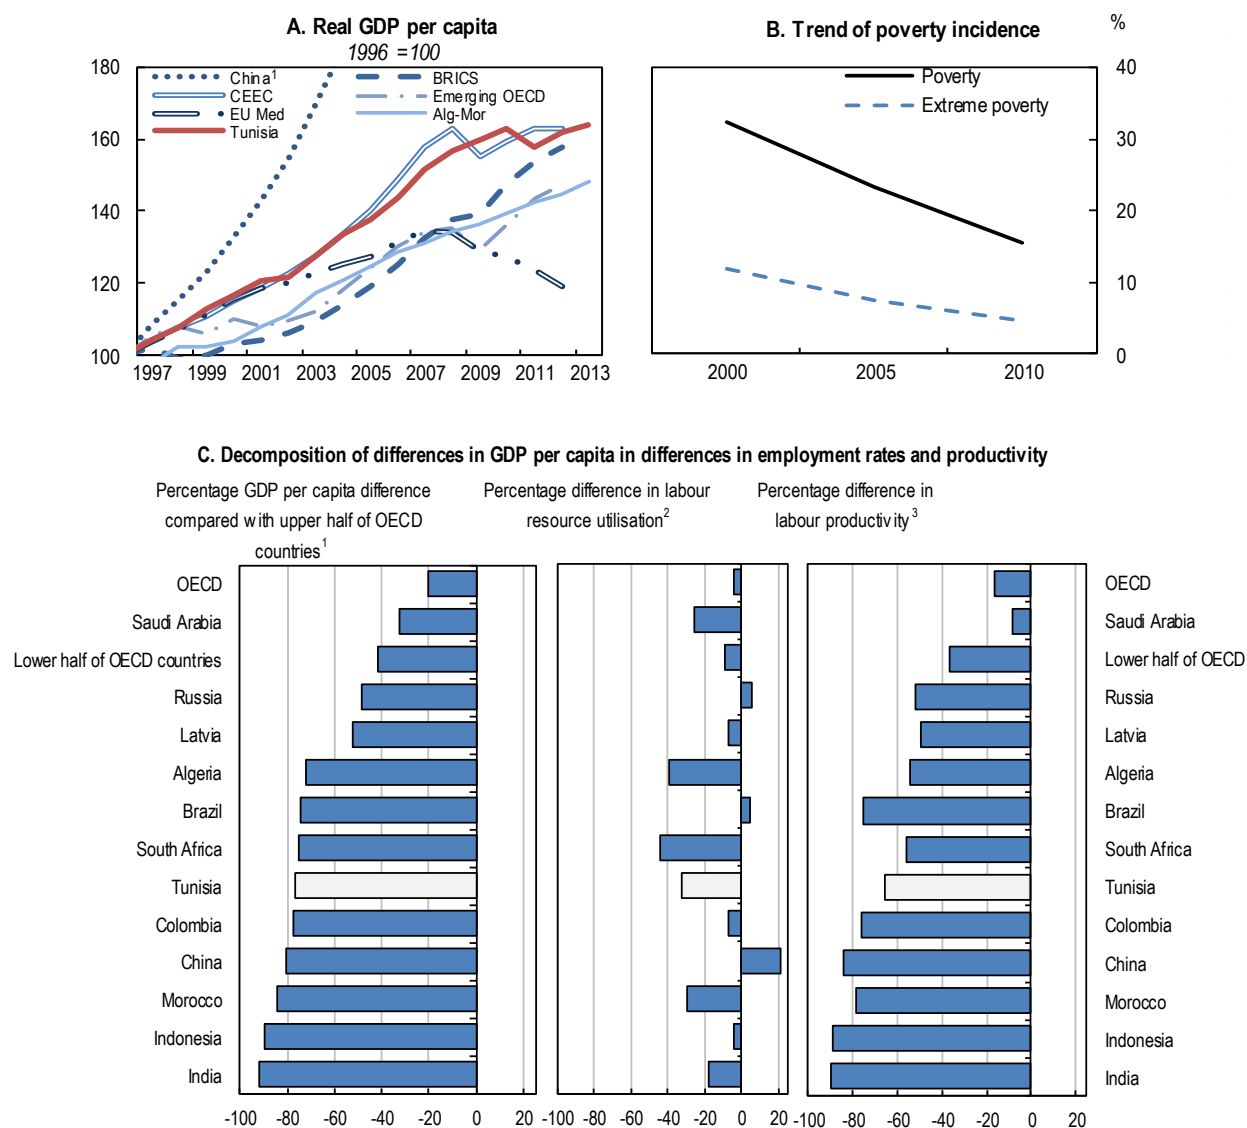 A. Real GDP per capita
1996 =100
180
160
140
120
100
China1
CEEC
EU Med
Tunisia
BRICS
Emerging OECD
Alg-Mor
1997 1999 2001 2003 2005 2007 2009 2011 2013
B. Trend of poverty incidence
%
Poverty
Extreme poverty
40
30
20
10
0
2000 2005 2010
C. Decomposition of differences in GDP per capita in differences in employment rates and productivity
Percentage GDP per capita difference
compared with upper half of OECD
countries1
Percentage difference in labour
resource utilisation2
Percentage difference in
labour productivity3
OECD
Saudi Arabia
Lower half of OECD countries
Russia
Latvia
Algeria
Brazil
South Africa
Tunisia
Colombia
China
Morocco
Indonesia
India
-100 -80 -60 -40 -20 0 20
-100 -80 -60 -40 -20 0 20
-100 -80 -60 -40 -20 0 20
OECD
Saudi Arabia
Lower half of OECD
Russia
Latvia
Algeria
Brazil
South Africa
Tunisia
Colombia
China
Morocco
Indonesia
India